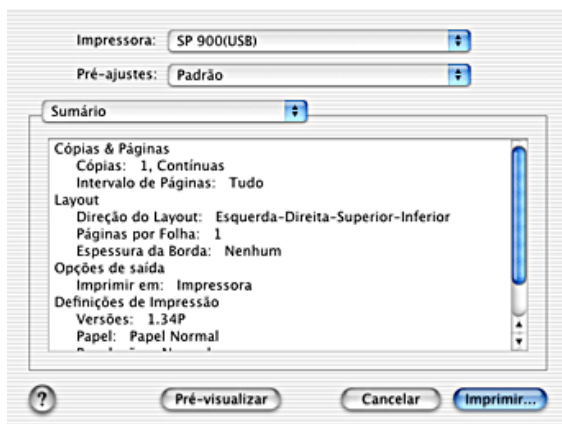 Impressora: SP 900(USB)
Pré-ajustes: Padrão
Sumário
Cópias & Páginas
Cópias: 1, Contínuas
Intervalo de Páginas: Tudo
Layout
Direção do Layout: Esquerda-Direita-Superior-Inferior
Páginas por Folha: 1
Espessura da Borda: Nenhum
Opções de saída
Imprimir em: Impressora
Definições de Impressão
Versões: 1.34P
Papel: Papel Normal
? Pré-visualizar Cancelar Imprimir...